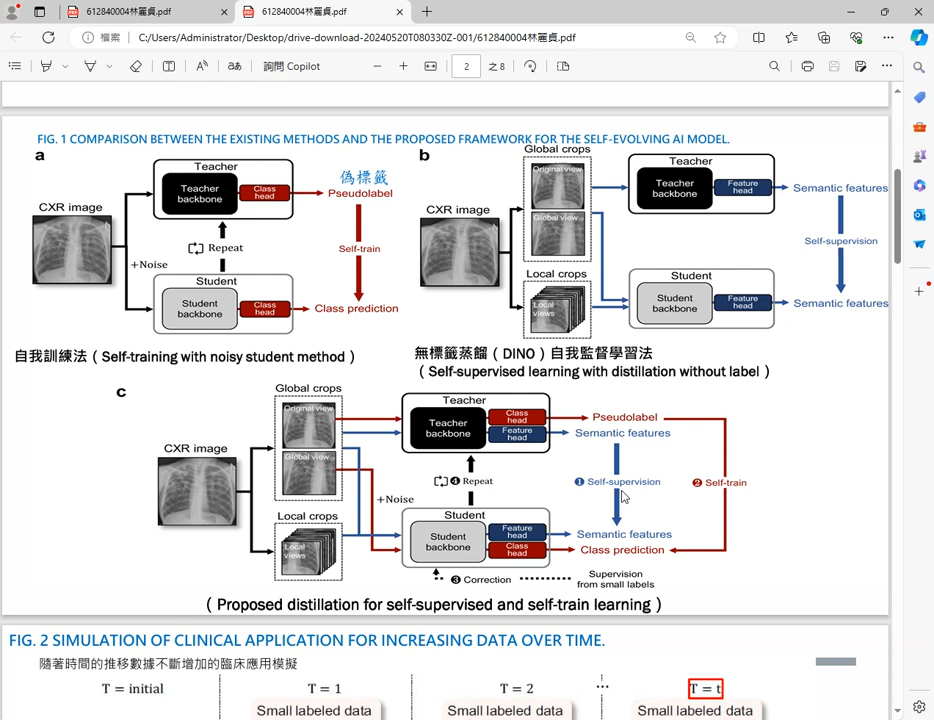 612840004林麗貞.pdf
612840004林麗貞.pdf
檔案
C:/Users/Administrator/Desktop/drive-download-20240520T080330Z-001/612840004林麗貞.pdf
詢問 Copilot
2
之 8
FIG. 1 COMPARISON BETWEEN THE EXISTING METHODS AND THE PROPOSED FRAMEWORK FOR THE SELF-EVOLVING AI MODEL.
a
Teacher
Teacher backbone
Class head
偽標籤
Pseudolabel
CXR image
Repeat
Self-train
+Noise
Student
Student backbone
Class head
Class prediction
自我訓練法（Self-training with noisy student method）
b
Global crops
Original view
Global view
Teacher
Teacher backbone
Feature head
Semantic features
CXR image
Self-supervision
Local crops
Local views
Student
Student backbone
Feature head
Semantic features
無標籤蒸餾（DINO）自我監督學習法
（Self-supervised learning with distillation without label）
c
Global crops
Original view
Global view
Teacher
Teacher backbone
Class head
Feature head
Pseudolabel
Semantic features
CXR image
❹ Repeat
❶ Self-supervision
❷ Self-train
+Noise
Local crops
Local views
Student
Student backbone
Feature head
Class head
Semantic features
Class prediction
❸ Correction
Supervision from small labels
（Proposed distillation for self-supervised and self-train learning）
FIG. 2 SIMULATION OF CLINICAL APPLICATION FOR INCREASING DATA OVER TIME.
隨著時間的推移數據不斷增加的臨床應用模擬
T = initial
T = 1
T = 2
...
T = t
Small labeled data
Small labeled data
Small labeled data